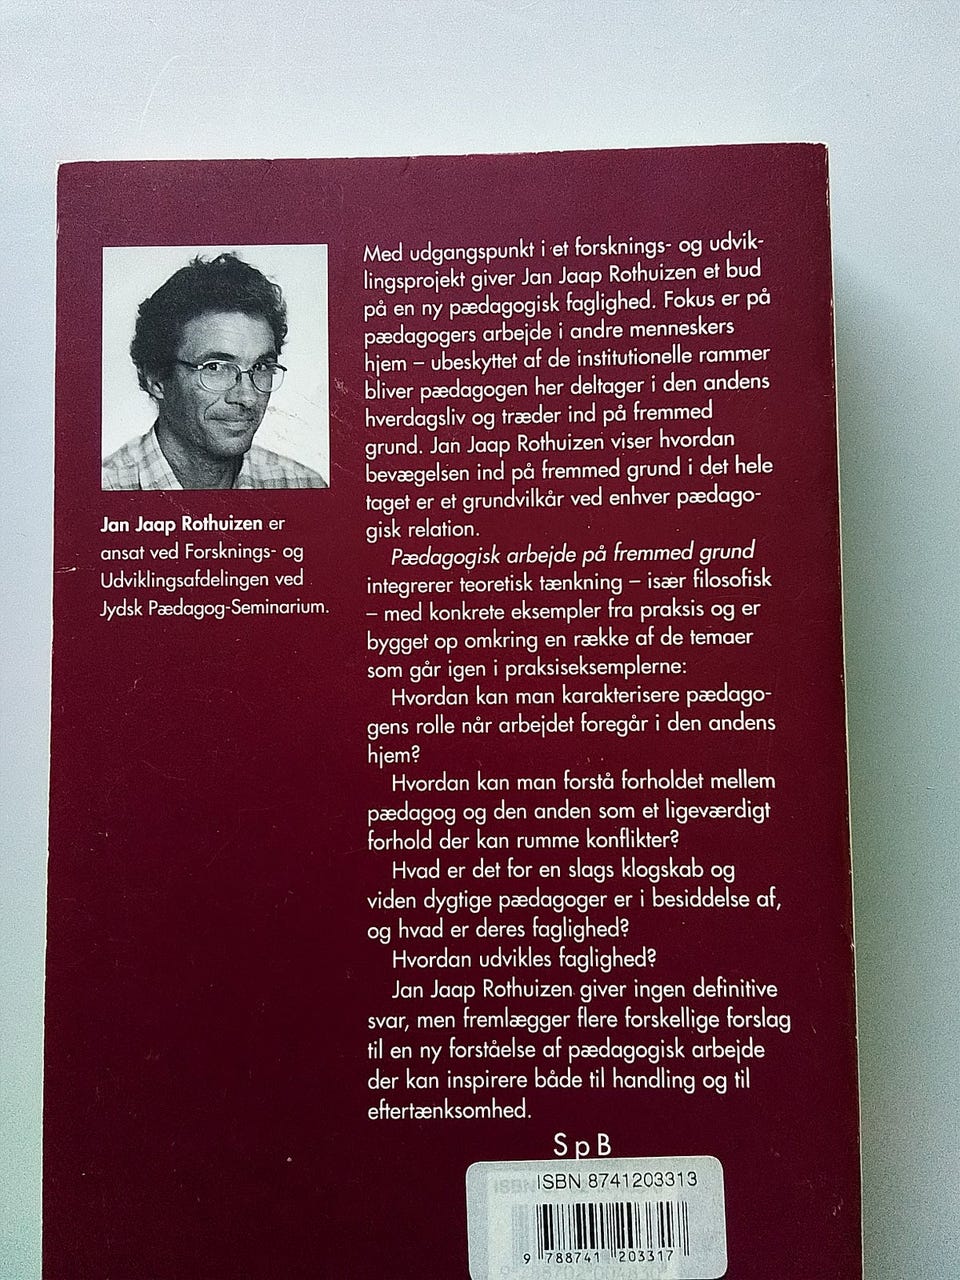 Jan Jaap Rothuizen er
ansat ved Forsknings- og
Udviklingsafdelingen ved
Jydsk Pædagog-Seminarium.
Med udgangspunkt i et forsknings- og udvik-
lingsprojekt giver Jan Jaap Rothuizen et bud
på en ny pædagogisk faglighed. Fokus er på
pædagogers arbejde i andre menneskers
hjem – ubeskyttet af de institutionelle rammer
bliver pædagogen her deltager i den andens
hverdagsliv og træder ind på fremmed
grund. Jan Jaap Rothuizen viser hvordan
bevægelsen ind på fremmed grund i det hele
taget er et grundvilkår ved enhver pædago-
gisk relation.
Pædagogisk arbejde på fremmed grund
integrerer teoretisk tænkning – især filosofisk
– med konkrete eksempler fra praksis og er
bygget op omkring en række af de temaer
som går igen i praksiseksemplerne:
Hvordan kan man karakterisere pædago-
gens rolle når arbejdet foregår i den andens
hjem?
Hvordan kan man forstå forholdet mellem
pædagog og den anden som et ligeværdigt
forhold der kan rumme konflikter?
Hvad er det for en slags klogskab og
viden dygtige pædagoger er i besiddelse af,
og hvad er deres faglighed?
Hvordan udvikles faglighed?
Jan Jaap Rothuizen giver ingen definitive
svar, men fremlægger flere forskellige forslag
til en ny forståelse af pædagogisk arbejde
der kan inspirere både til handling og til
eftertænksomhed.
SpB
ISBN 8741203313
9 788741 203317